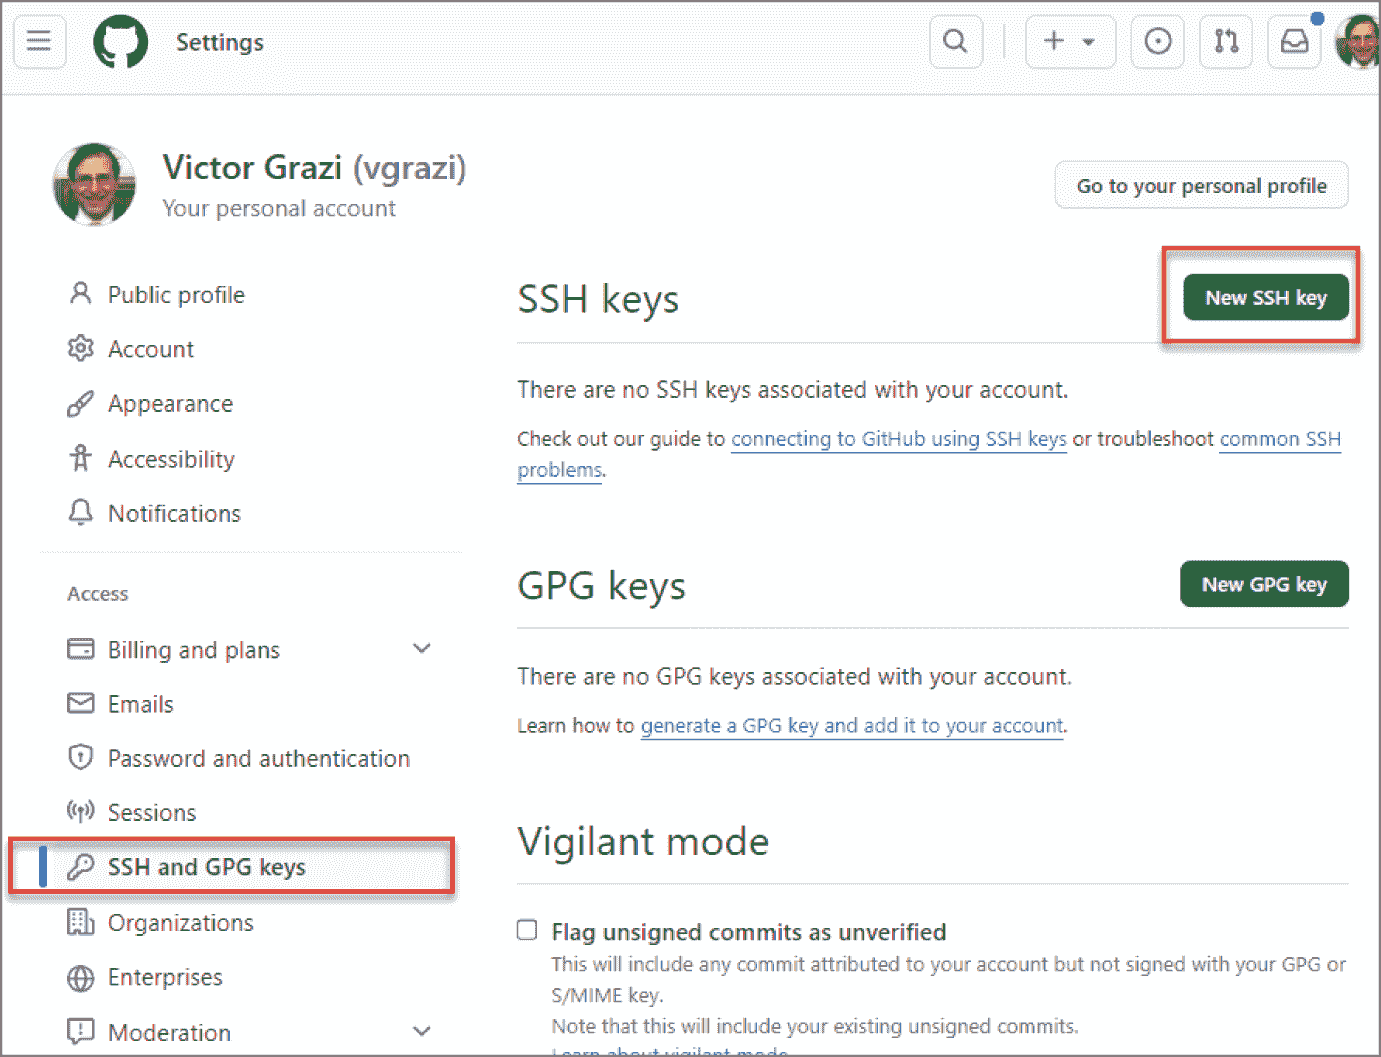 Settings
Victor Grazi (vgrazi)
Your personal account
Go to your personal profile
Public profile
Account
Appearance
Accessibility
Notifications
Access
Billing and plans
Emails
Password and authentication
Sessions
SSH and GPG keys
Organizations
Enterprises
Moderation
SSH keys
New SSH key
There are no SSH keys associated with your account.
Check out our guide to connecting to GitHub using SSH keys or troubleshoot common SSH
problems.
GPG keys
New GPG key
There are no GPG keys associated with your account.
Learn how to generate a GPG key and add it to your account.
Vigilant mode
Flag unsigned commits as unverified
This will include any commit attributed to your account but not signed with your GPG or
S/MIME key.
Note that this will include your existing unsigned commits.
Learn about vigilant mode